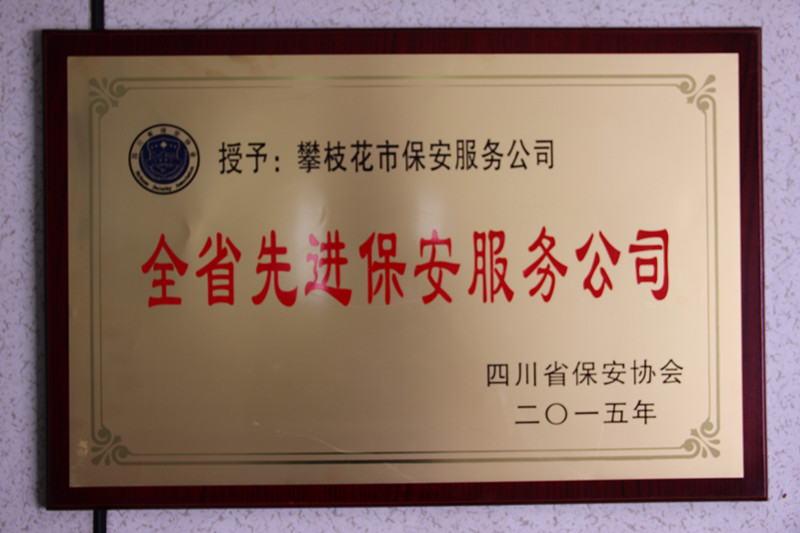 授予：攀枝花市保安服务公司
全省先进保安服务公司
四川省保安协会
二〇一五年